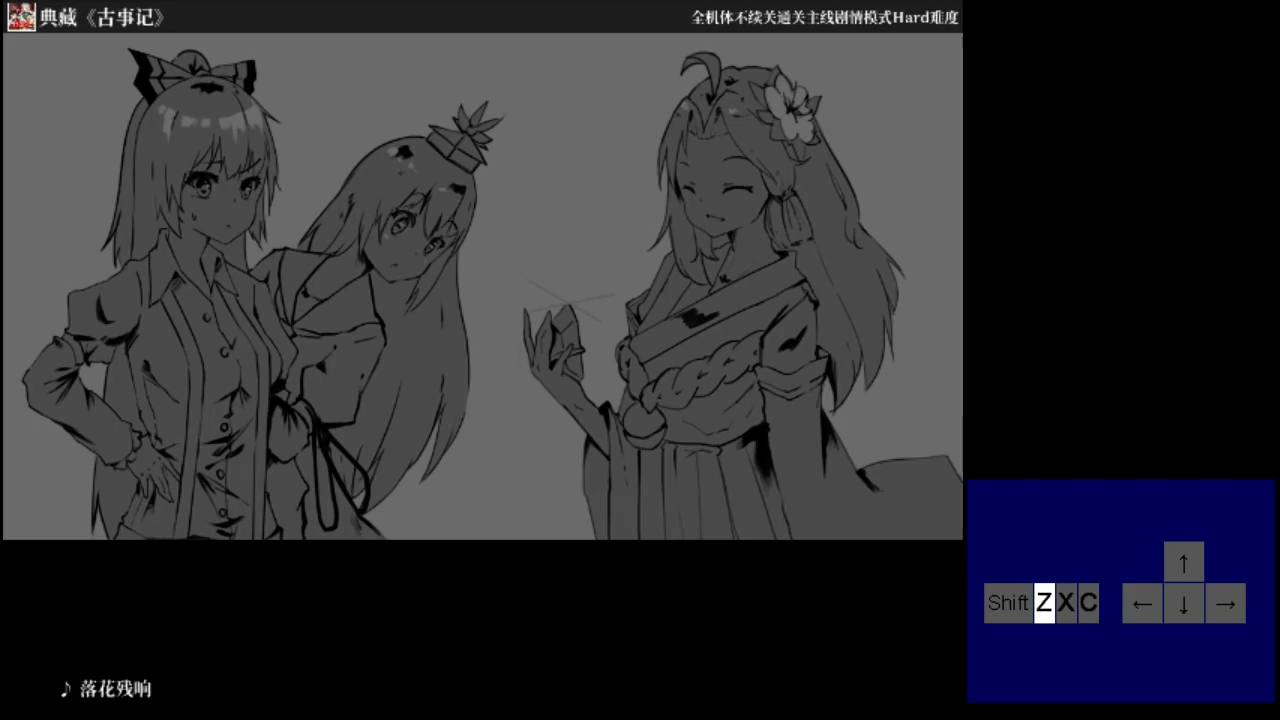 典藏《古事记》
全机体不续关通关主线剧情模式Hard难度
↑
Shift Z X C ← ↓ →
♪ 落花残响